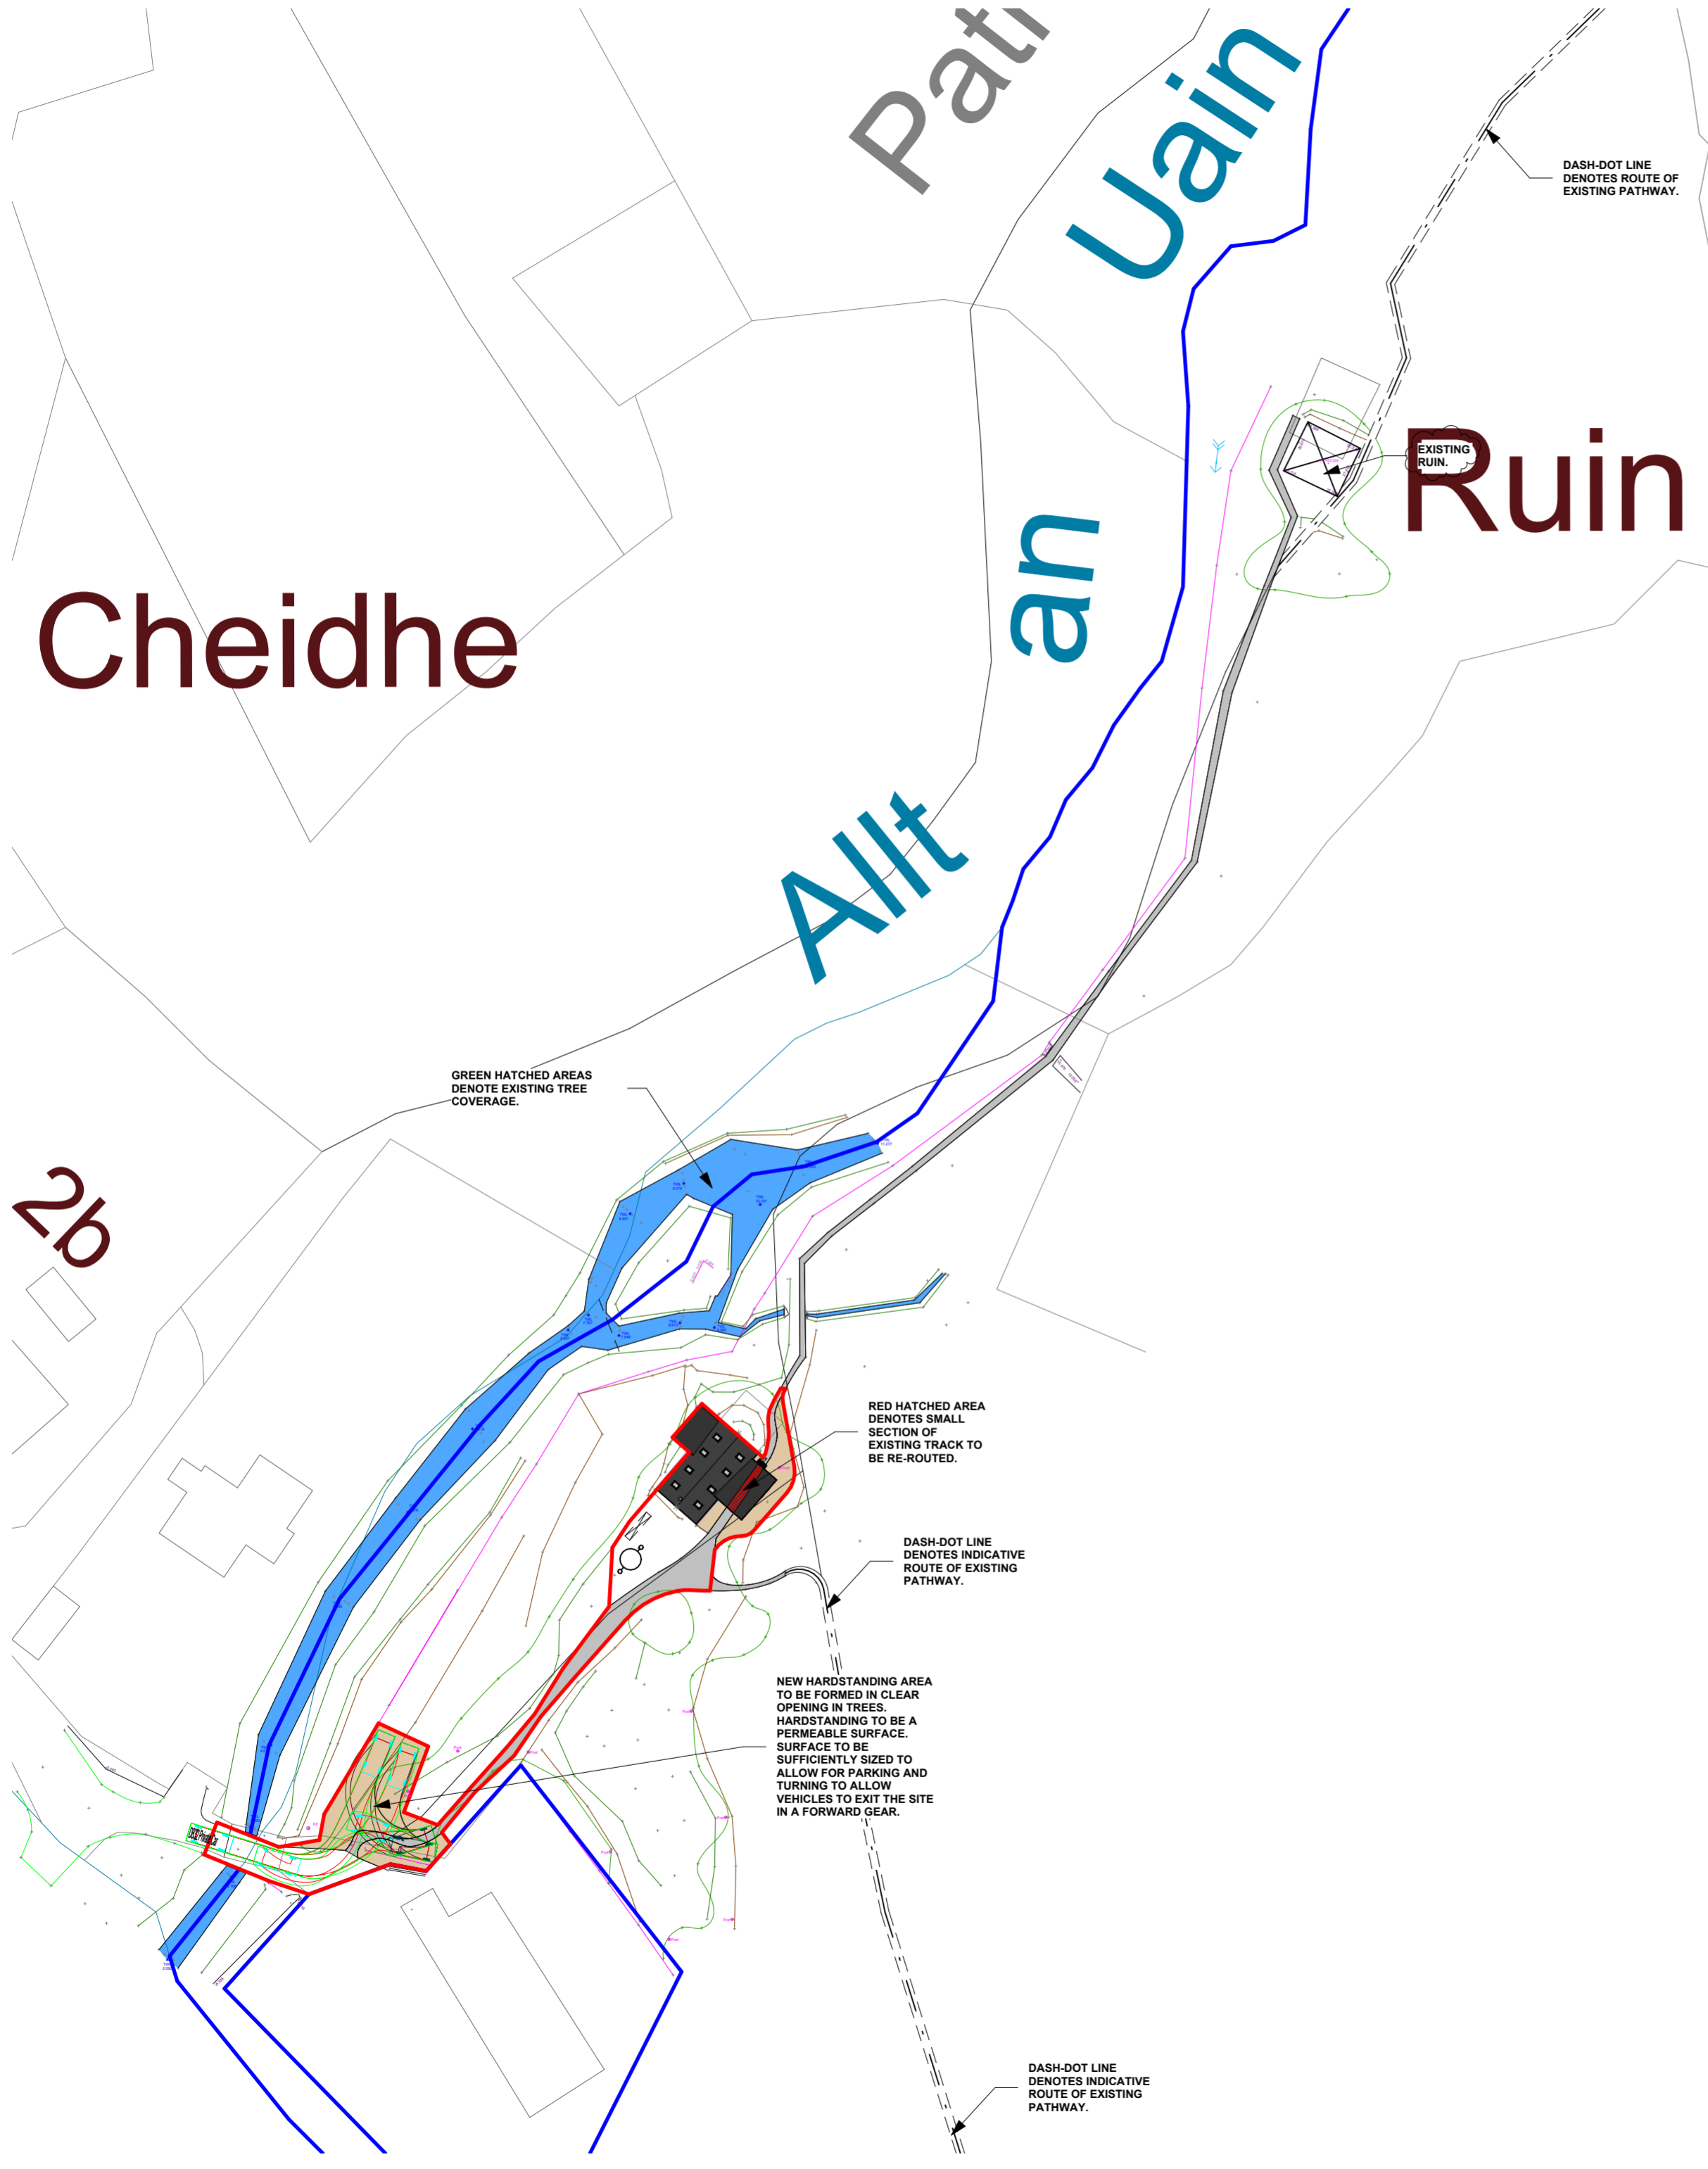 Path
Uain
DASH-DOT LINE
DENOTES ROUTE OF
EXISTING PATHWAY.
EXISTING
RUIN.
Ruin
an
Cheidhe
Allt
GREEN HATCHED AREAS
DENOTE EXISTING TREE
COVERAGE.
2b
RED HATCHED AREA
DENOTES SMALL
SECTION OF
EXISTING TRACK TO
BE RE-ROUTED.
DASH-DOT LINE
DENOTES INDICATIVE
ROUTE OF EXISTING
PATHWAY.
NEW HARDSTANDING AREA
TO BE FORMED IN CLEAR
OPENING IN TREES.
HARDSTANDING TO BE A
PERMEABLE SURFACE.
SURFACE TO BE
SUFFICIENTLY SIZED TO
ALLOW FOR PARKING AND
TURNING TO ALLOW
VEHICLES TO EXIT THE SITE
IN A FORWARD GEAR.
DB32 Private Car
DASH-DOT LINE
DENOTES INDICATIVE
ROUTE OF EXISTING
PATHWAY.